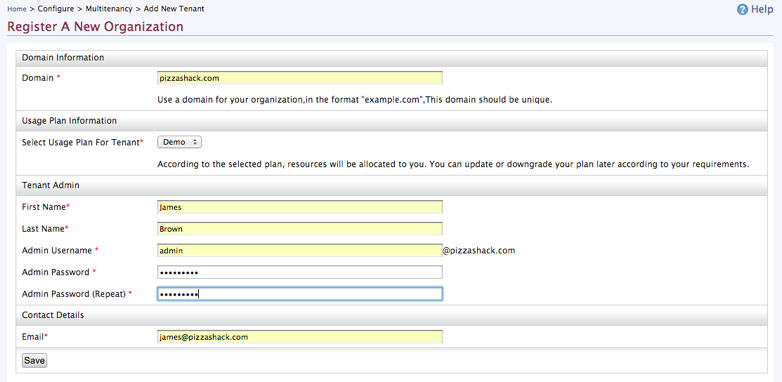 Home > Configure > Multitenancy > Add New Tenant
Help
Register A New Organization
Domain Information
Domain * pizzashack.com
Use a domain for your organization,in the format "example.com",This domain should be unique.
Usage Plan Information
Select Usage Plan For Tenant* Demo
According to the selected plan, resources will be allocated to you. You can update or downgrade your plan later according to your requirements.
Tenant Admin
First Name* James
Last Name* Brown
Admin Username * admin @pizzashack.com
Admin Password * •••••••••
Admin Password (Repeat) * •••••••••
Contact Details
Email* james@pizzashack.com
Save